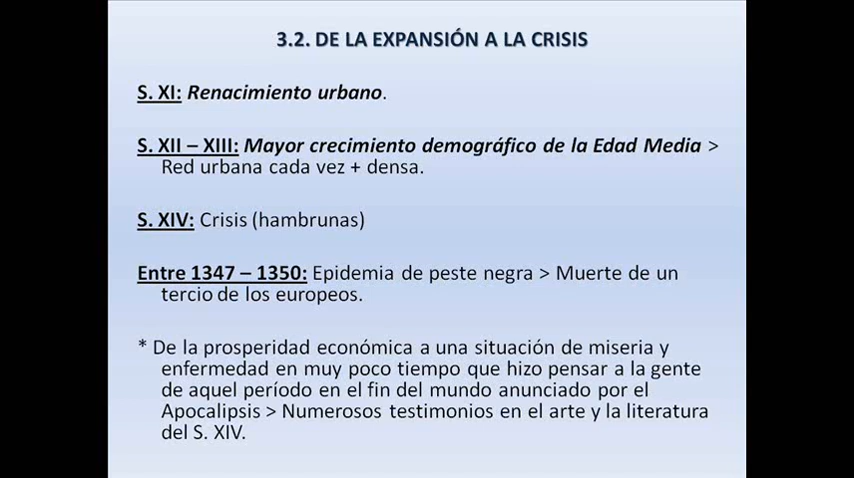 3.2. DE LA EXPANSIÓN A LA CRISIS
S. XI: Renacimiento urbano.
S. XII – XIII: Mayor crecimiento demográfico de la Edad Media >
Red urbana cada vez + densa.
S. XIV: Crisis (hambrunas)
Entre 1347 – 1350: Epidemia de peste negra > Muerte de un
tercio de los europeos.
* De la prosperidad económica a una situación de miseria y
enfermedad en muy poco tiempo que hizo pensar a la gente
de aquel período en el fin del mundo anunciado por el
Apocalipsis > Numerosos testimonios en el arte y la literatura
del S. XIV.